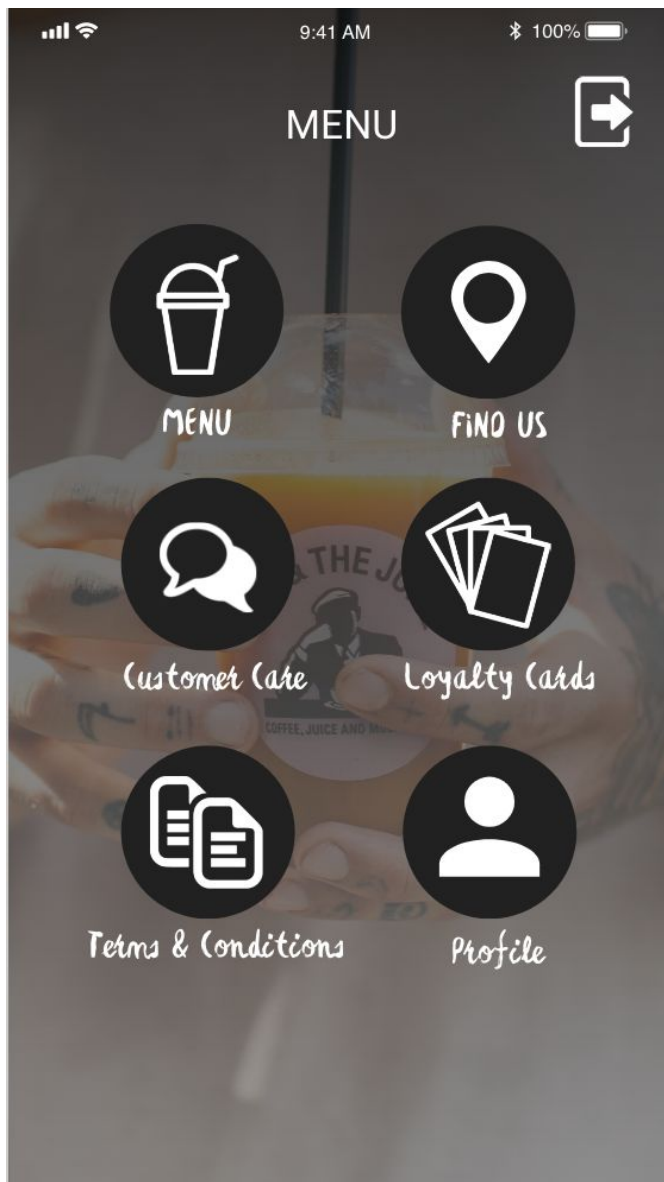 9:41 AM 100%
MENU
MENU FiND US
& THE JU
Customer Care Loyalty Cards
COFFEE, JUICE AND
Terms & Conditions Profile